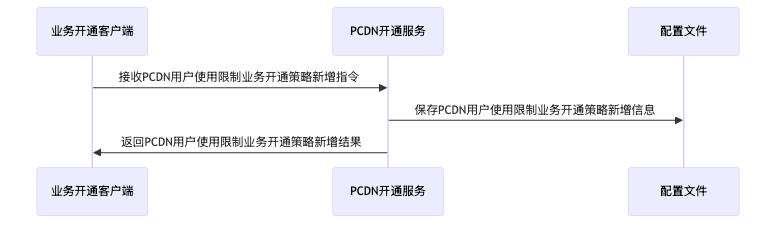 业务开通客户端
PCDN开通服务
配置文件
接收PCDN用户使用限制业务开通策略新增指令
保存PCDN用户使用限制业务开通策略新增信息
返回PCDN用户使用限制业务开通策略新增结果
业务开通客户端
PCDN开通服务
配置文件